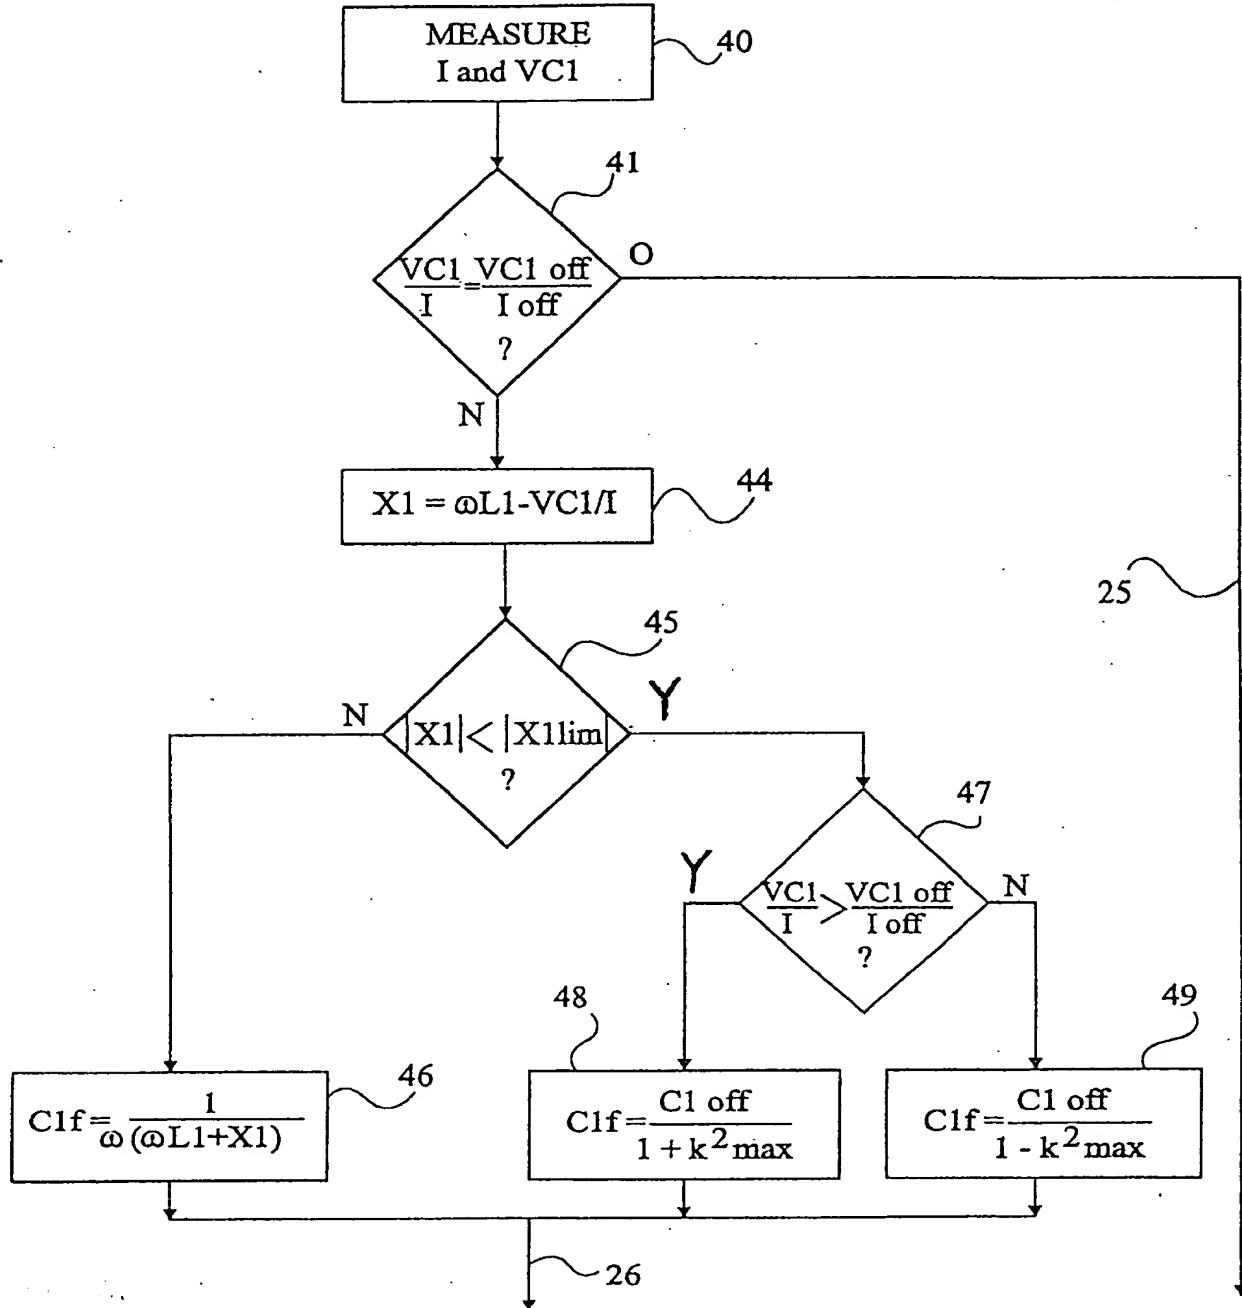 MEASURE
I and VC1
40
41
VC1/I = VC1 off/I off
?
O
N
X1 = ωL1-VC1/I
44
25
45
N
|X1| < |X1lim|
?
Y
47
Y
VC1/I > VC1 off/I off
?
N
48
49
C1f = 1/ω(ωL1+X1)
46
C1f = C1 off/1 + k²max
C1f = C1 off/1 - k²max
26